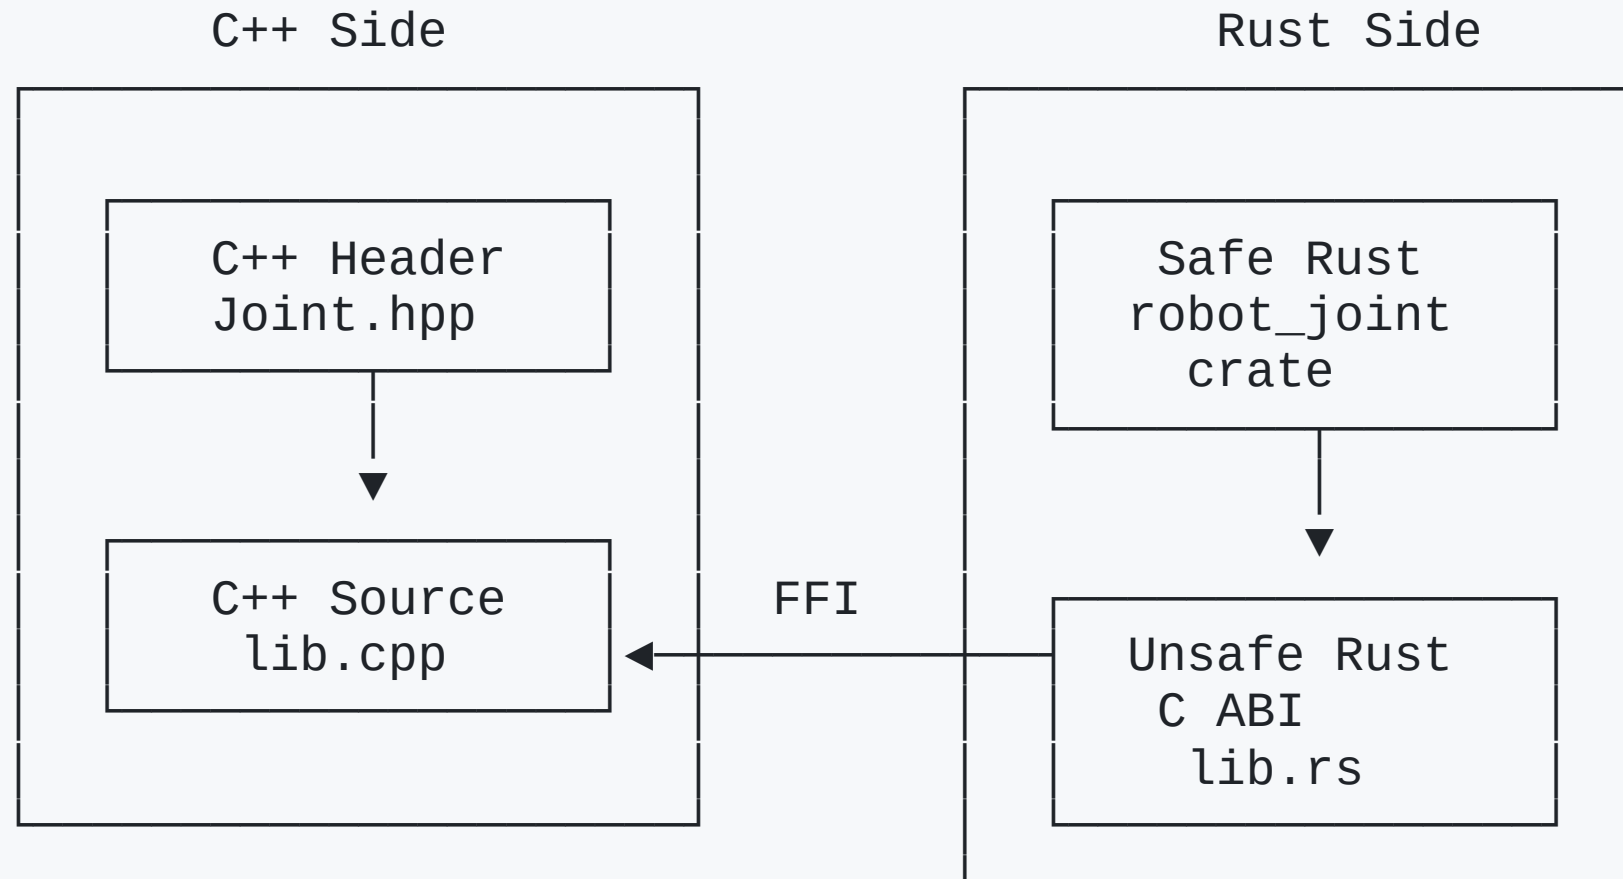 C++ Side
Rust Side
C++ Header
Joint.hpp
Safe Rust
robot_joint
crate
C++ Source
lib.cpp
FFI
Unsafe Rust
C ABI
lib.rs